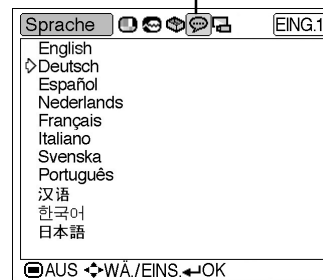 Sprache EING.1
English
Deutsch
Español
Nederlands
Français
Italiano
Svenska
Português
汉语
한국어
日本語
AUS WÄ./EINS. OK